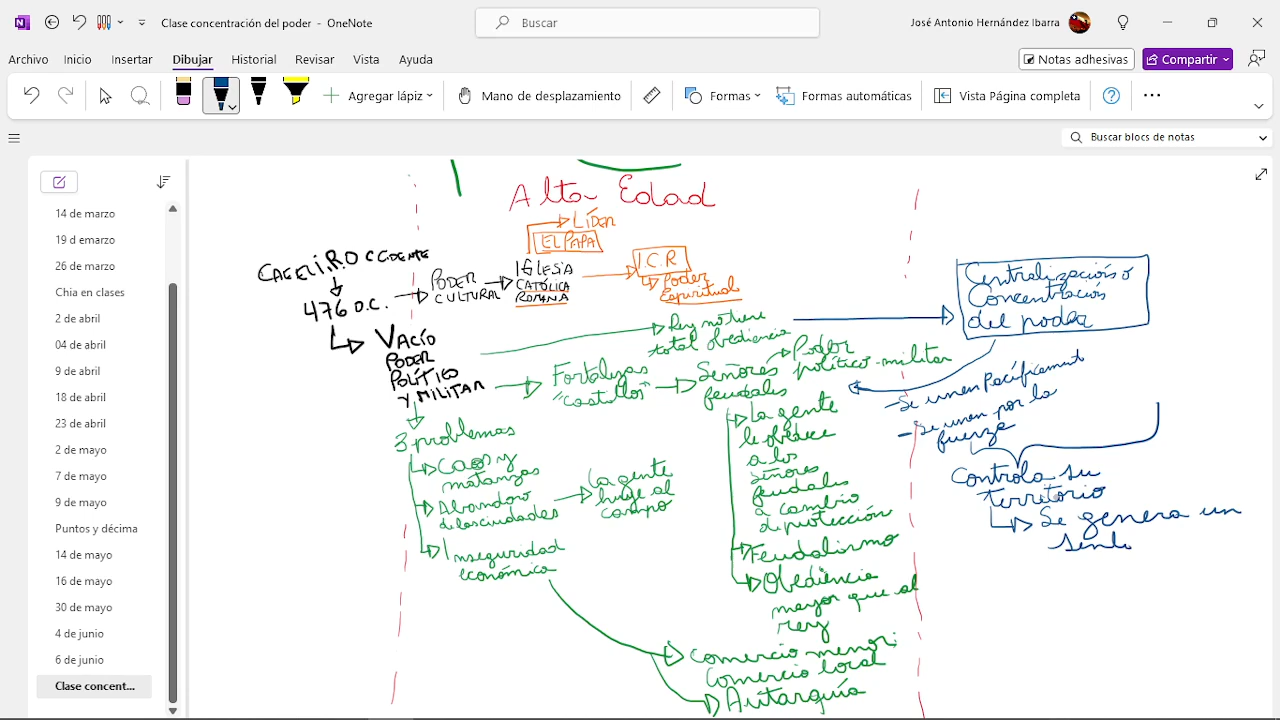 Clase concentración del poder - OneNote
Buscar
José Antonio Hernández Ibarra
Archivo
Inicio
Insertar
Dibujar
Historial
Revisar
Vista
Ayuda
Notas adhesivas
Compartir
Agregar lápiz
Mano de desplazamiento
Formas
Formas automáticas
Vista Página completa
Buscar blocs de notas
14 de marzo
19 d emarzo
26 de marzo
Chia en clases
2 de abril
04 de abril
9 de abril
18 de abril
23 de abril
2 de mayo
7 de mayo
9 de mayo
Puntos y décima
14 de mayo
16 de mayo
30 de mayo
4 de junio
6 de junio
Clase concent...
Alta Edad
LÍDER
EL PAPA
CAE EL I.R. OCCIDENTE
476 D.C.
PODER
CULTURAL
IGLESIA
CATÓLICA
ROMANA
I.C.R
Poder
Espiritual
VACÍO
PODER
POLÍTICO
Y MILITAR
Rey no tiene
total obediencia
Fortalezas
"castillos"
Señores
feudales
Poder
político-militar
La gente
le obedece
a los
señores
feudales
a cambio
de protección
Feudalismo
Obediencia
mayor que al
rey
3 problemas
Caos y
matanzas
Abandono
de las ciudades
La gente
huye al
campo
Inseguridad
económica
Comercio menor:
Comercio local
Autarquía
Centralización o
Concentración
del poder
- Se unen Pacíficament
- Se unen por la
fuerza
Controla su
territorio
Se genera un
senti